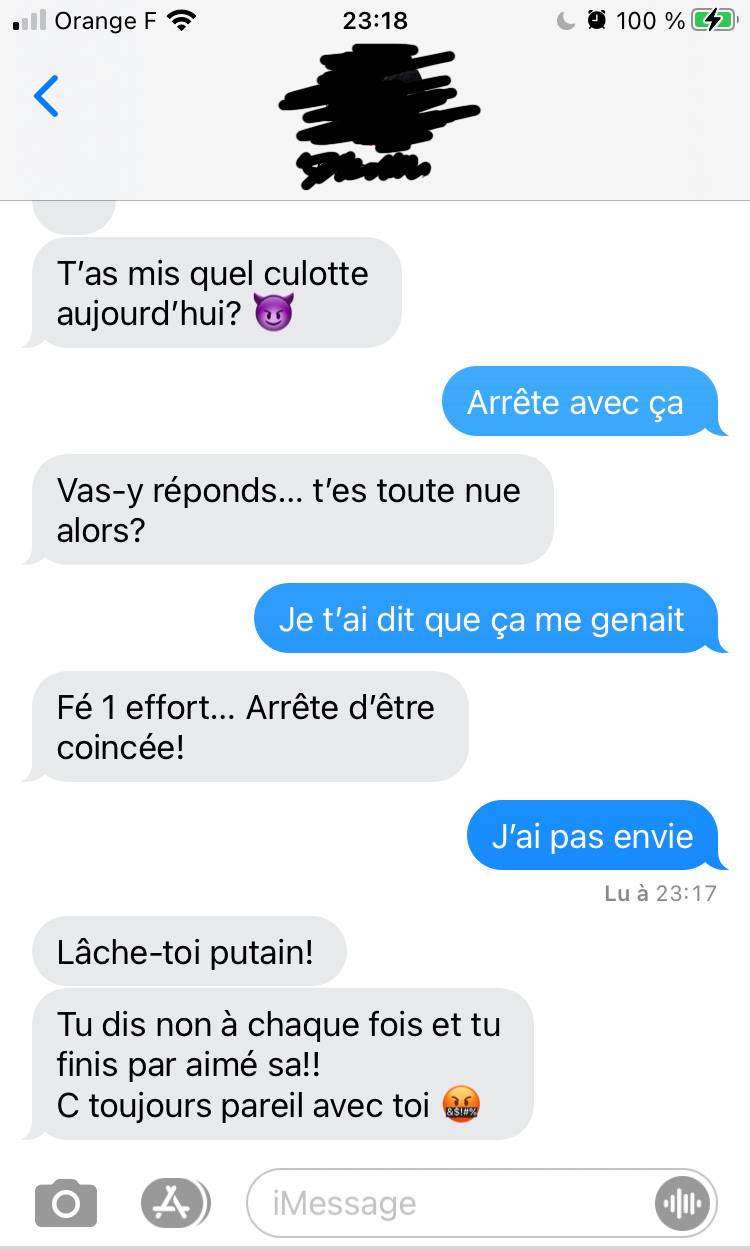 Orange F 23:18 100 %
T'as mis quel culotte
aujourd'hui? 😈
Arrête avec ça
Vas-y réponds... t'es toute nue
alors?
Je t'ai dit que ça me genait
Fé 1 effort... Arrête d'être
coincée!
J'ai pas envie
Lu à 23:17
Lâche-toi putain!
Tu dis non à chaque fois et tu
finis par aimé sa!!
C toujours pareil avec toi 🤬
iMessage